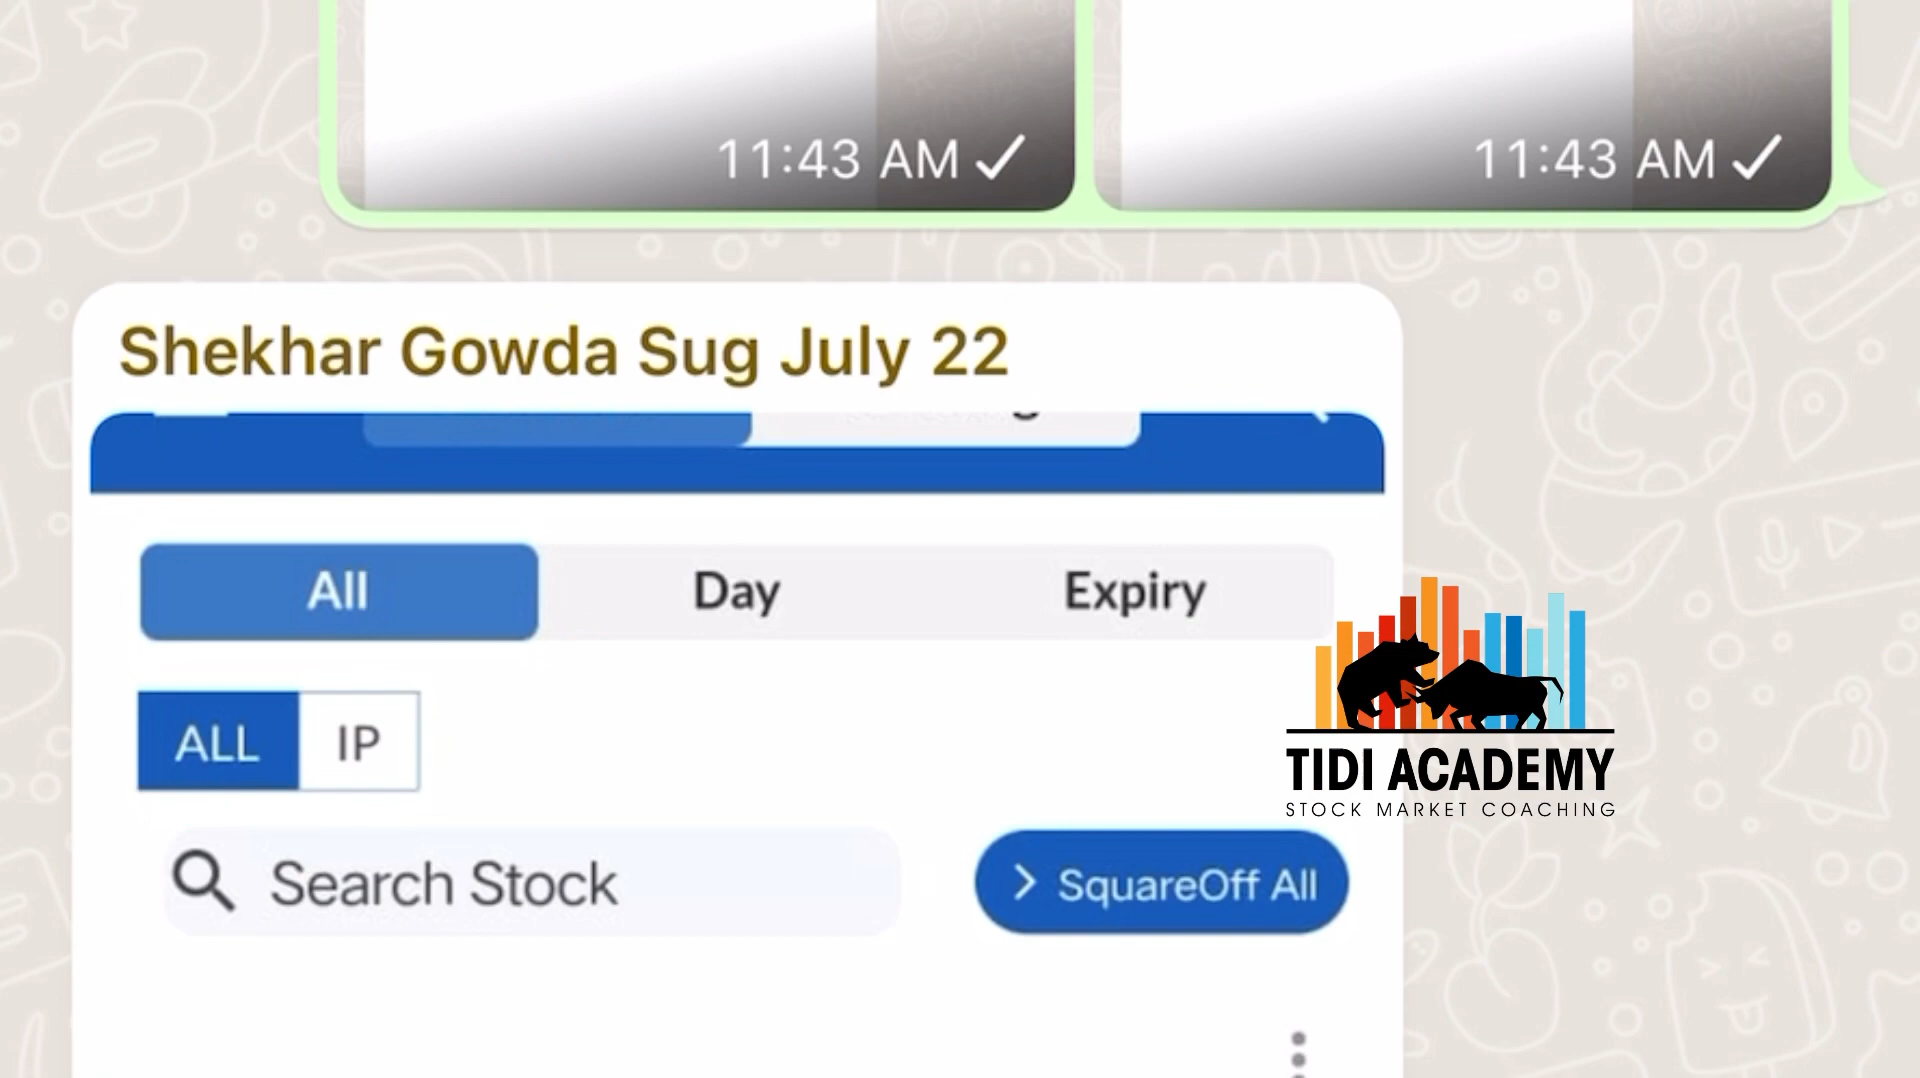 11:43 AM
11:43 AM
Shekhar Gowda Sug July 22
All
Day
Expiry
ALL
IP
TIDI ACADEMY
STOCK MARKET COACHING
Search Stock
SquareOff All